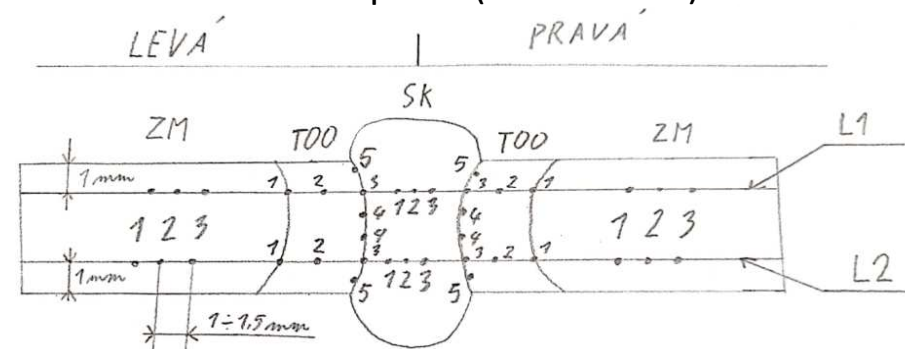 LEVÁ PRAVÁ
SK
ZM TOO TOO ZM L1
5 5
1mm 1 2 3 1 2 3 3 2 1
1 2 3 4 4 1 2 3
4 4
1 2 3 1 2 3 3 2 1
1mm 5 5 L2
1÷1,5mm